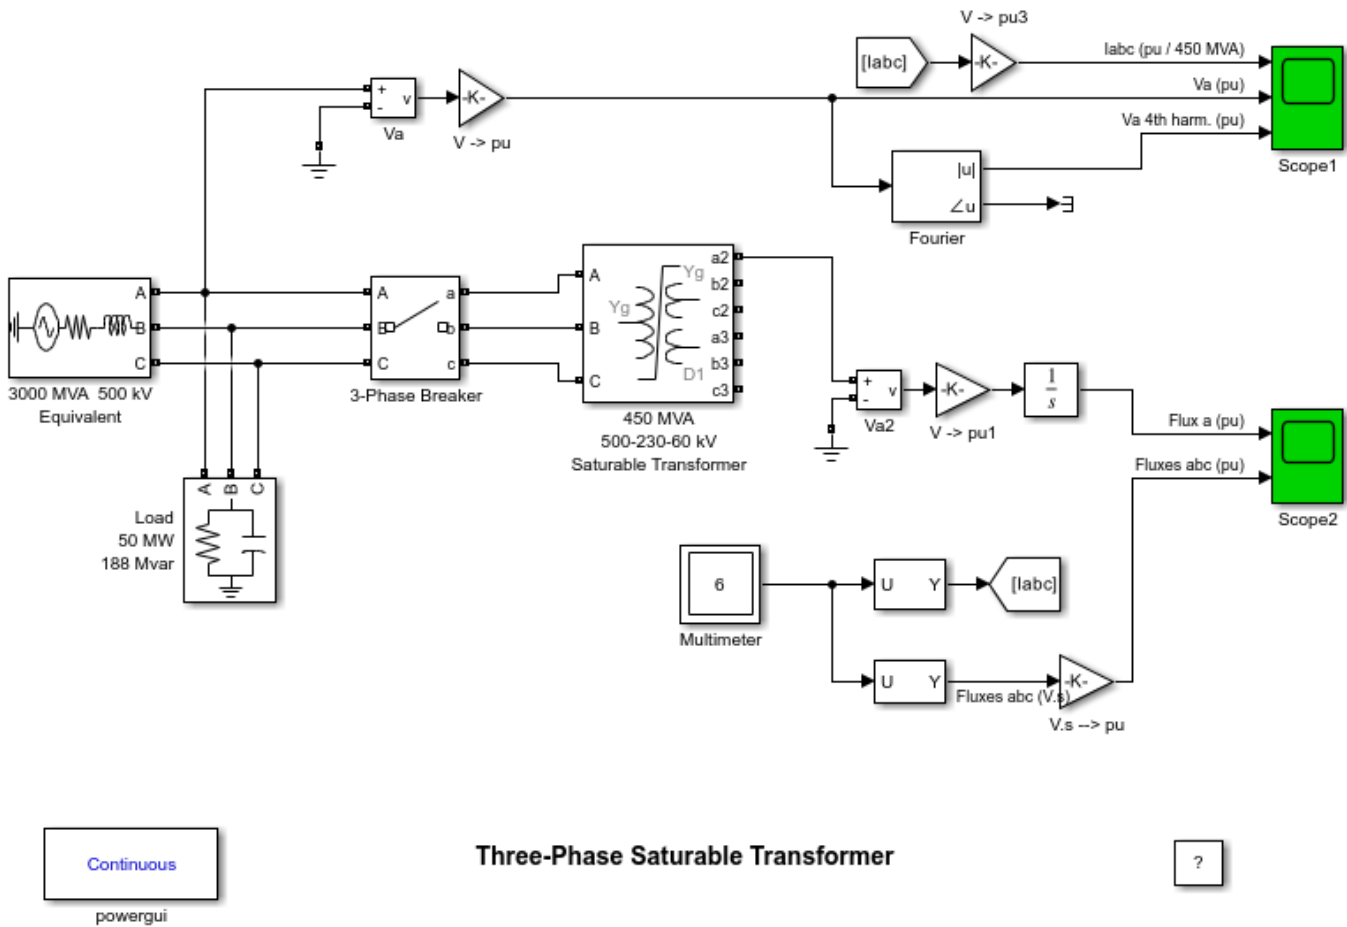 V -> pu3
[Iabc]
-K-
Iabc (pu / 450 MVA)
+
-
v
Va
-K-
V -> pu
Va (pu)
Va 4th harm. (pu)
Scope1
|u|
∠u
Fourier
A
B
C
3000 MVA  500 kV
Equivalent
A
B
C
a
b
c
3-Phase Breaker
A
B
C
Yg
Yg
D1
a2
b2
c2
a3
b3
c3
450 MVA
500-230-60 kV
Saturable Transformer
+
-
v
Va2
-K-
V -> pu1
1
s
Flux a (pu)
Fluxes abc (pu)
Scope2
A
B
C
Load
50 MW
188 Mvar
6
Multimeter
U Y
[Iabc]
U Y
Fluxes abc (V.s)
-K-
V.s --> pu
Continuous
powergui
Three-Phase Saturable Transformer
?